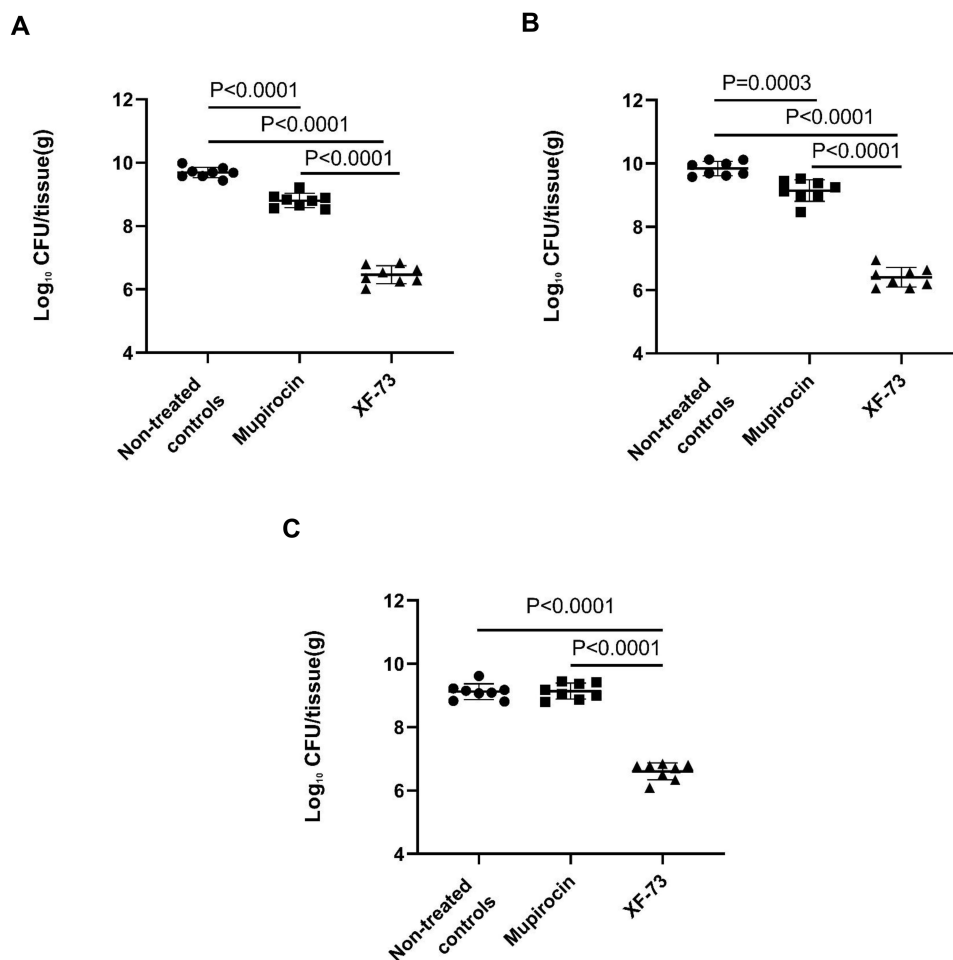 A
P<0.0001
P<0.0001
P<0.0001
12
10
8
6
4
Log₁₀ CFU/tissue(g)
Non-treated
controls
Mupirocin
XF-73
B
P=0.0003
P<0.0001
P<0.0001
12
10
8
6
4
Log₁₀ CFU/tissue(g)
Non-treated
controls
Mupirocin
XF-73
C
P<0.0001
P<0.0001
12
10
8
6
4
Log₁₀ CFU/tissue(g)
Non-treated
controls
Mupirocin
XF-73